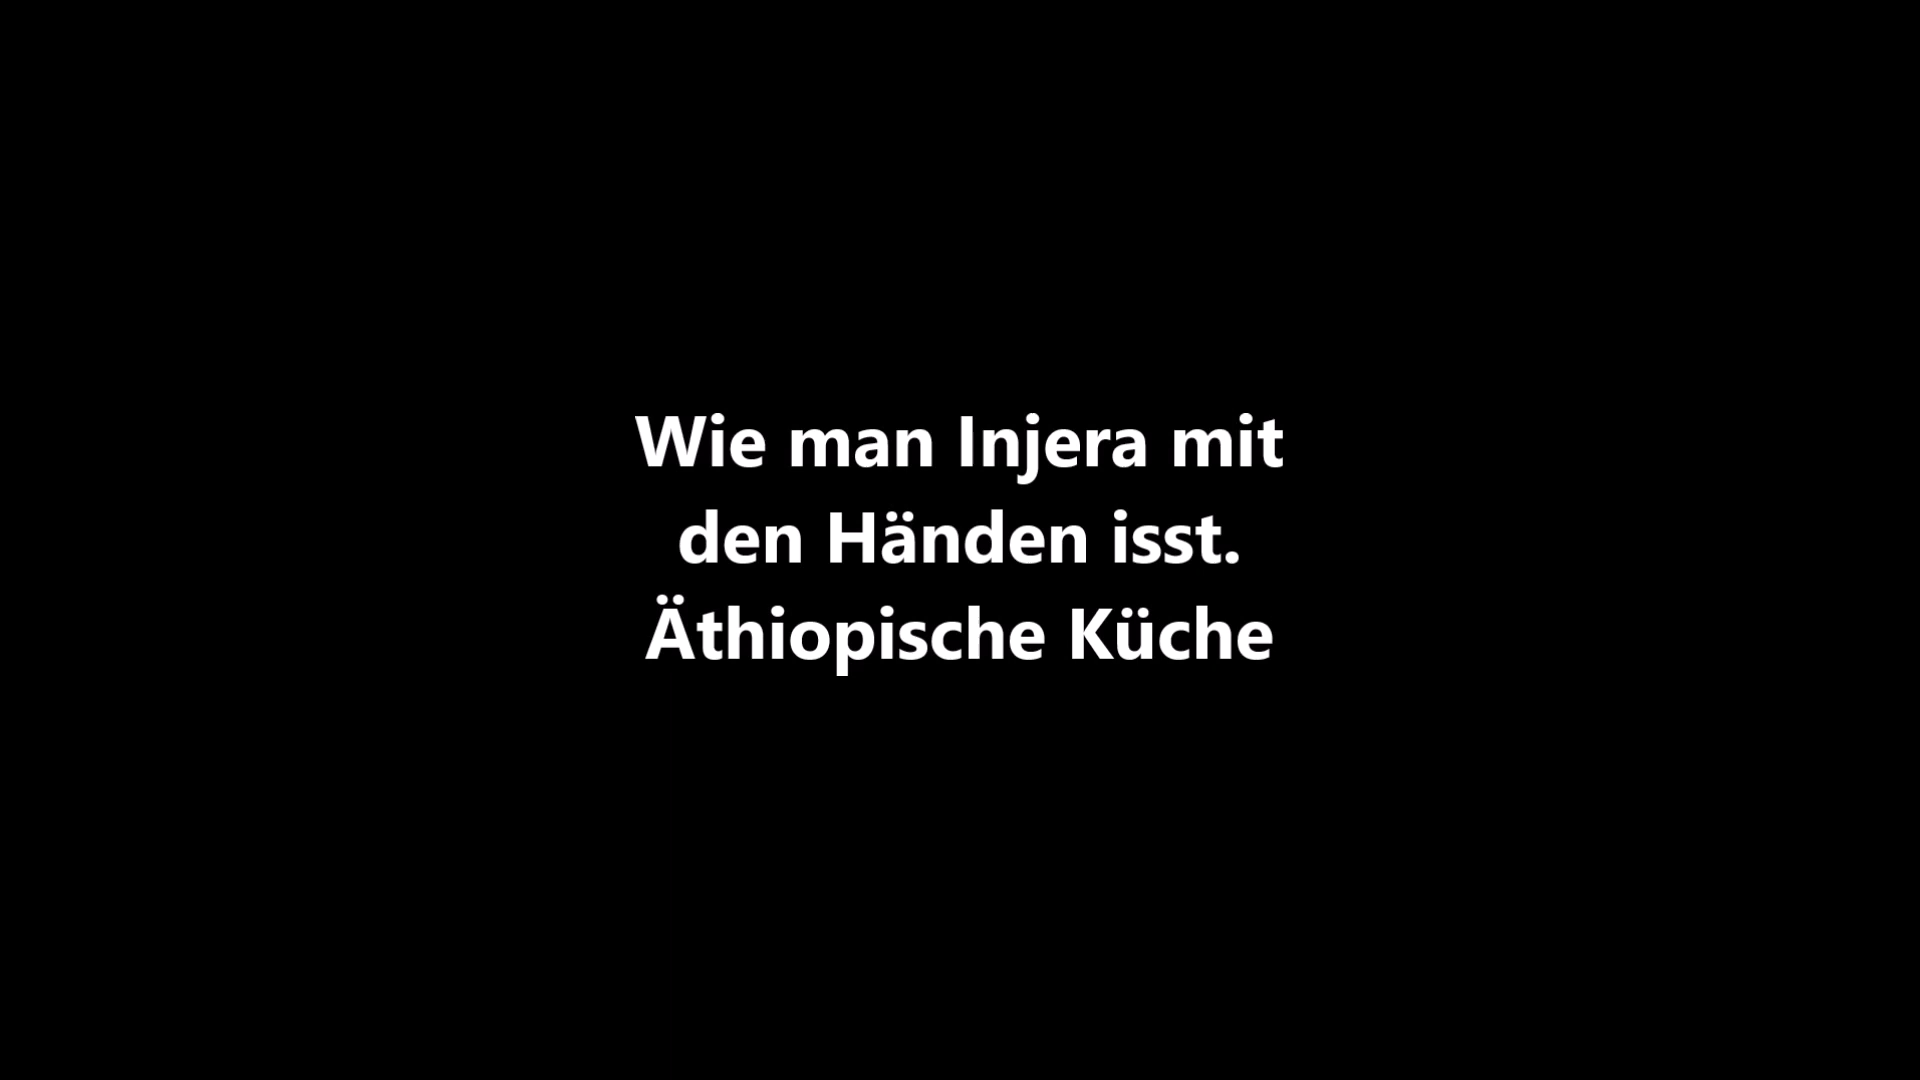 Wie man Injera mit
den Händen isst.
Äthiopische Küche